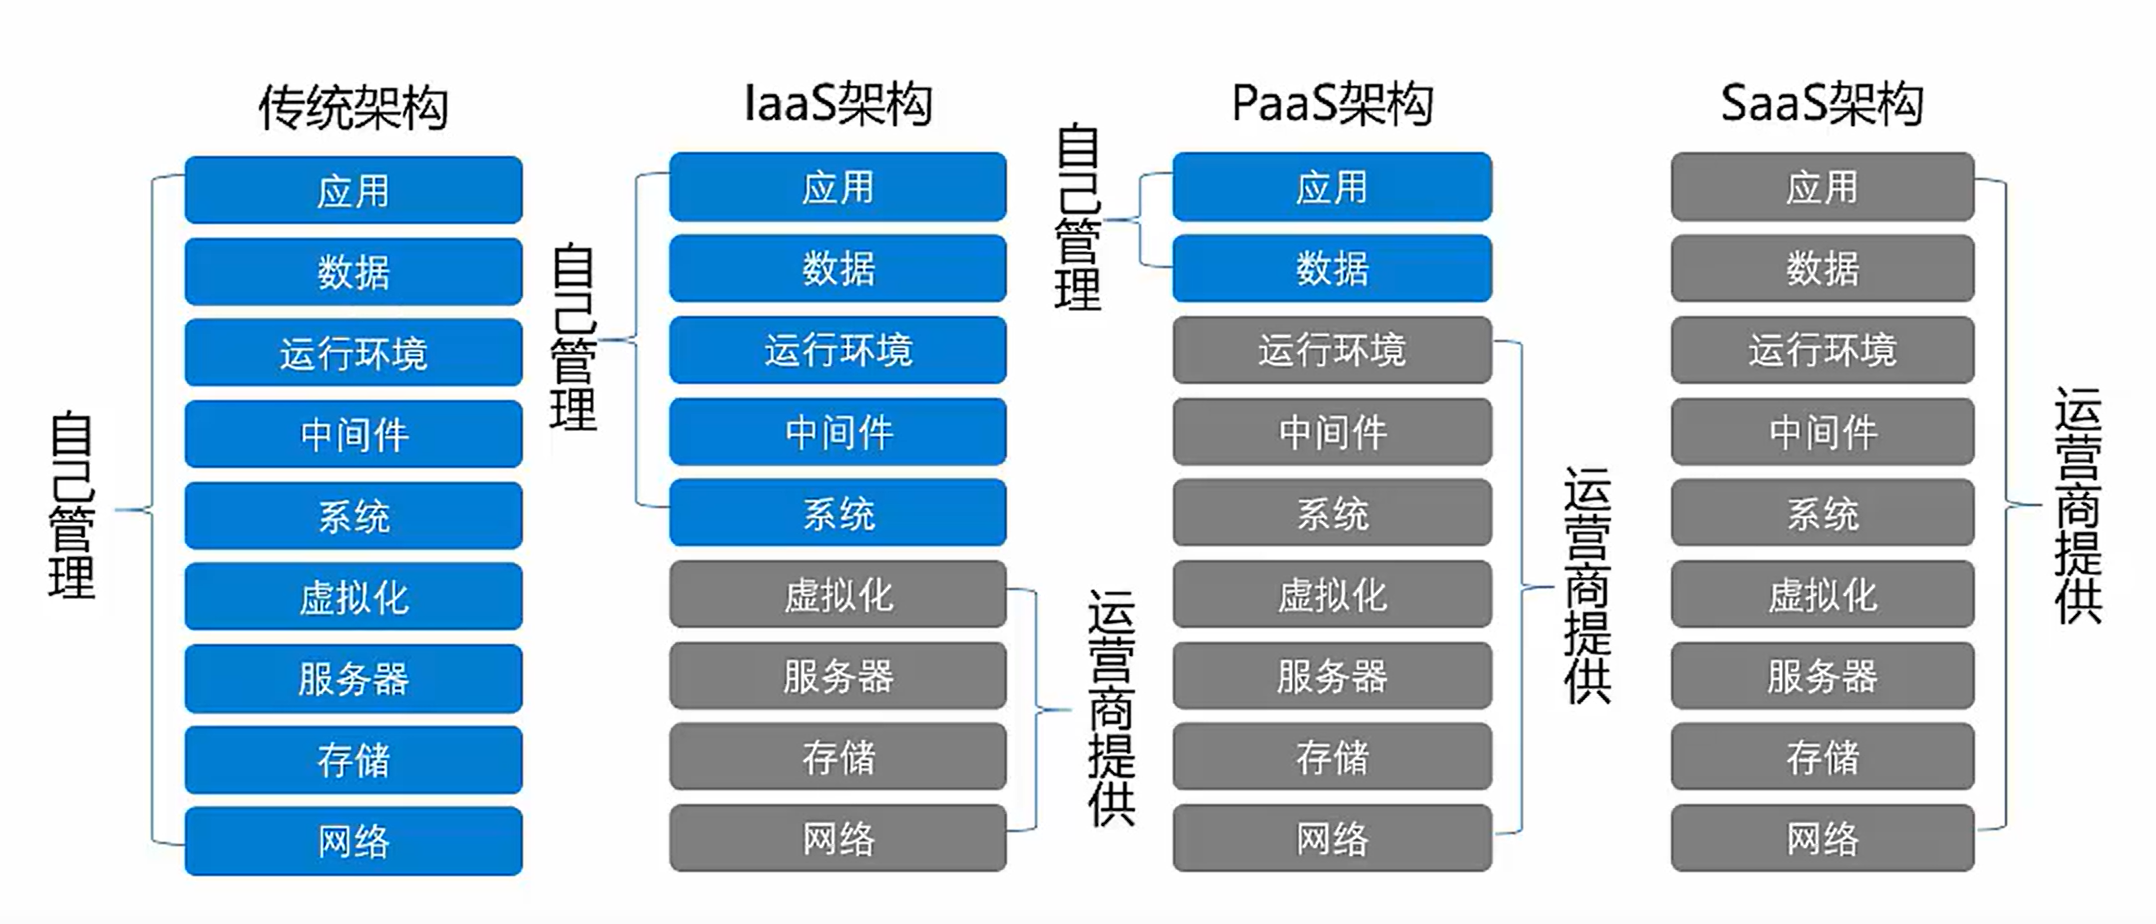 传统架构
自己管理
应用
数据
运行环境
中间件
系统
虚拟化
服务器
存储
网络
IaaS架构
自己管理
应用
数据
运行环境
中间件
系统
虚拟化
服务器
存储
网络
运营商提供
PaaS架构
自己管理
应用
数据
运行环境
中间件
系统
虚拟化
服务器
存储
网络
运营商提供
SaaS架构
应用
数据
运行环境
中间件
系统
虚拟化
服务器
存储
网络
运营商提供